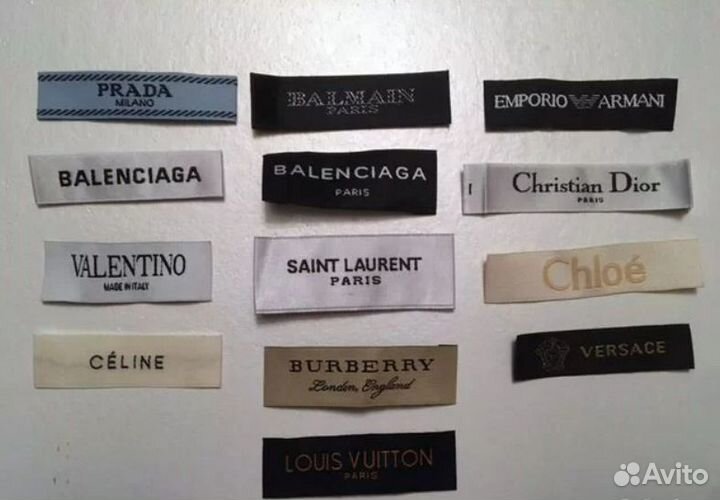 PRADA
MILANO
BALMAIN
PARIS
EMPORIO ARMANI
BALENCIAGA
BALENCIAGA
PARIS
Christian Dior
PARIS
VALENTINO
MADE IN ITALY
SAINT LAURENT
PARIS
Chloé
CÉLINE
BURBERRY
London, England
VERSACE
LOUIS VUITTON
PARIS
Avito